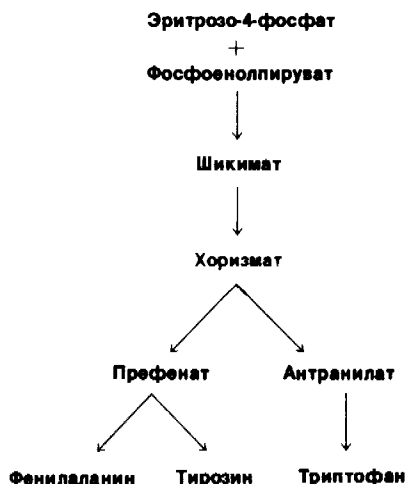 Эритрозо-4-фосфат
+
Фосфоенолпируват
Шикимат
Хоризмат
Префенат Антранилат
Фенилаланин Тирозин Триптофан